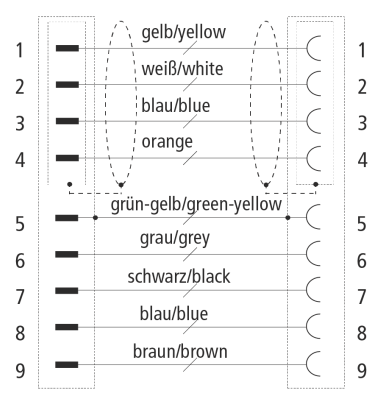 1 gelb/yellow 1
2 weiß/white 2
3 blau/blue 3
4 orange 4
5 grün-gelb/green-yellow 5
6 grau/grey 6
7 schwarz/black 7
8 blau/blue 8
9 braun/brown 9